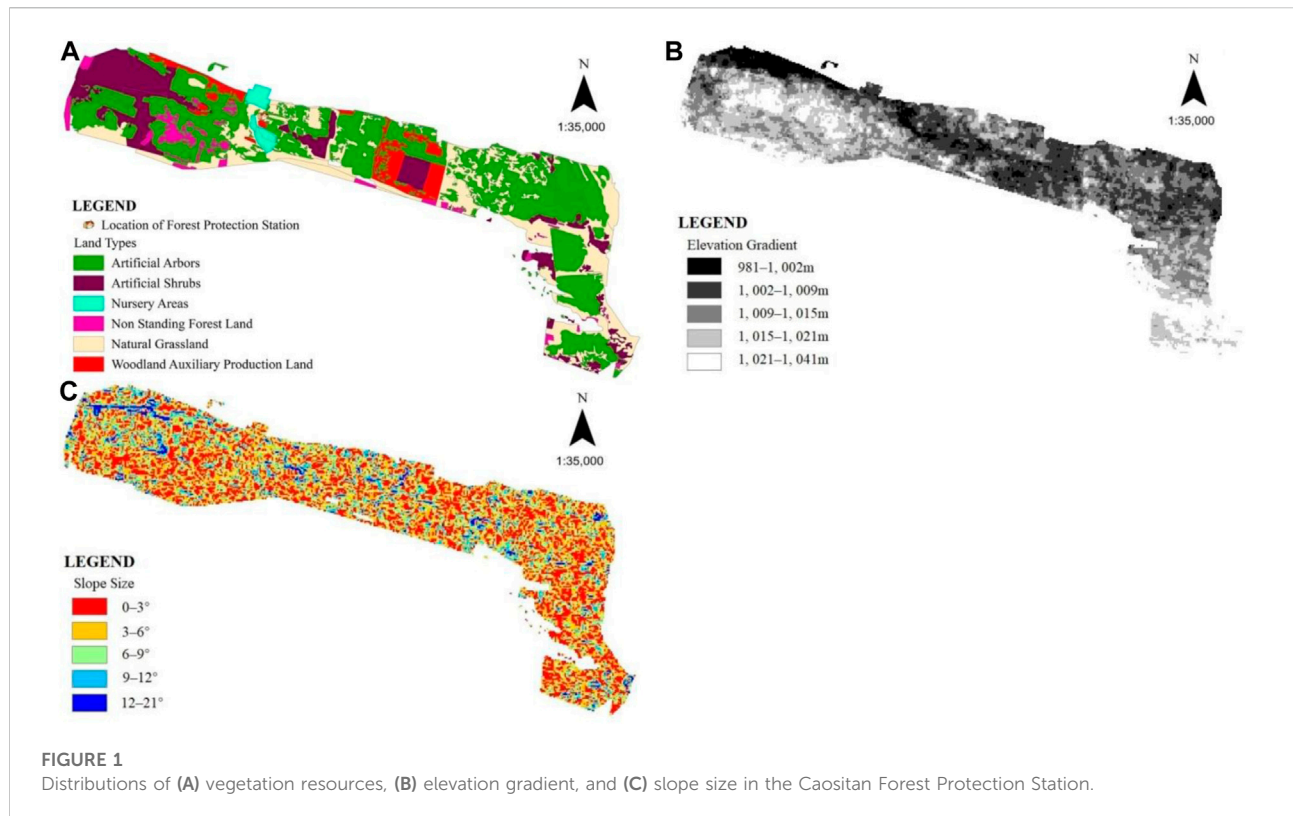 A
N
1:35,000
LEGEND
Location of Forest Protection Station
Land Types
Artificial Arbors
Artificial Shrubs
Nursery Areas
Non Standing Forest Land
Natural Grassland
Woodland Auxiliary Production Land
B
N
1:35,000
LEGEND
Elevation Gradient
981–1, 002m
1, 002–1, 009m
1, 009–1, 015m
1, 015–1, 021m
1, 021–1, 041m
C
N
1:35,000
LEGEND
Slope Size
0–3°
3–6°
6–9°
9–12°
12–21°
FIGURE 1
Distributions of (A) vegetation resources, (B) elevation gradient, and (C) slope size in the Caositan Forest Protection Station.